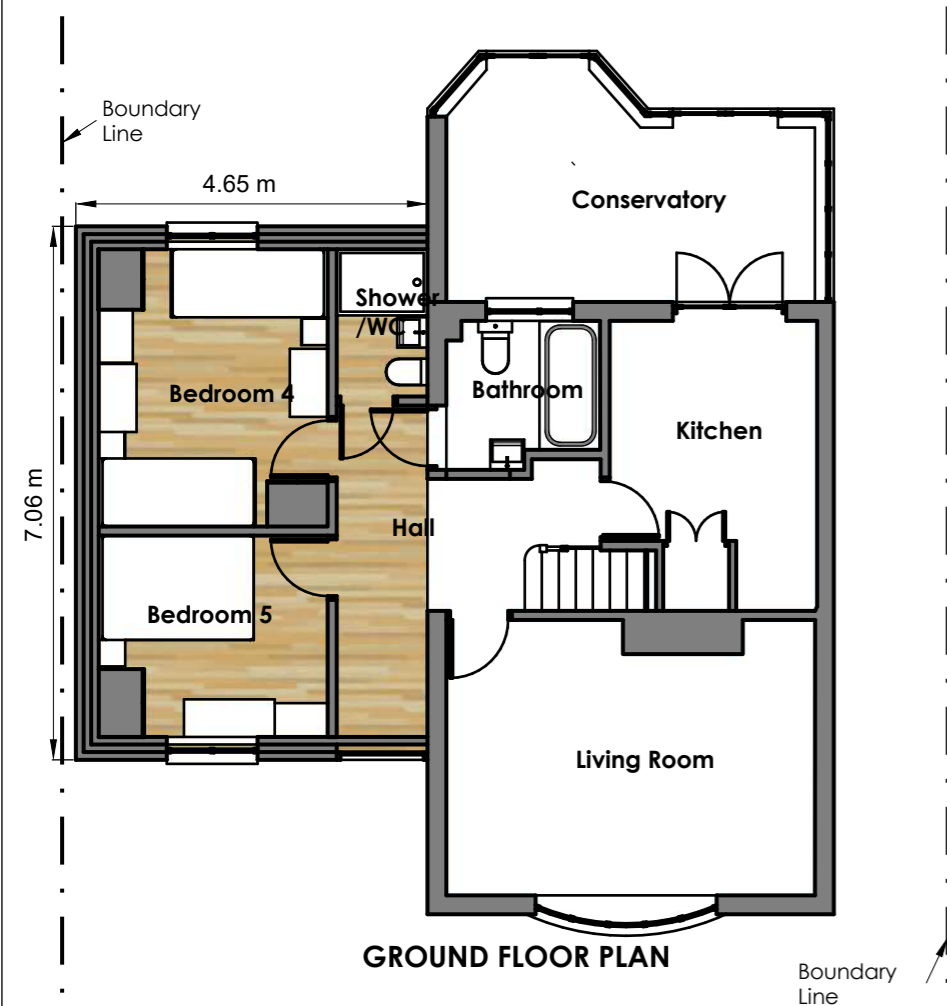 Boundary
Line
4.65 m
Conservatory
Shower
/WC
Bedroom 4
Bathroom
Kitchen
7.06 m
Hall
Bedroom 5
Living Room
GROUND FLOOR PLAN
Boundary
Line